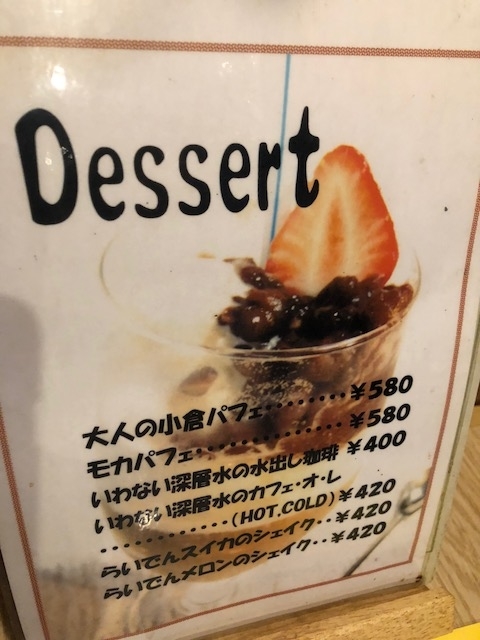 Dessert
大人の小倉パフェ········¥580
モカパフェ··············¥580
いわない深層水の水出し珈琲 ¥400
いわない深層水のカフェ·オ·レ
············(HOT.COLD)¥420
らいでんスイカのシェイク··¥420
らいでんメロンのシェイク··¥420